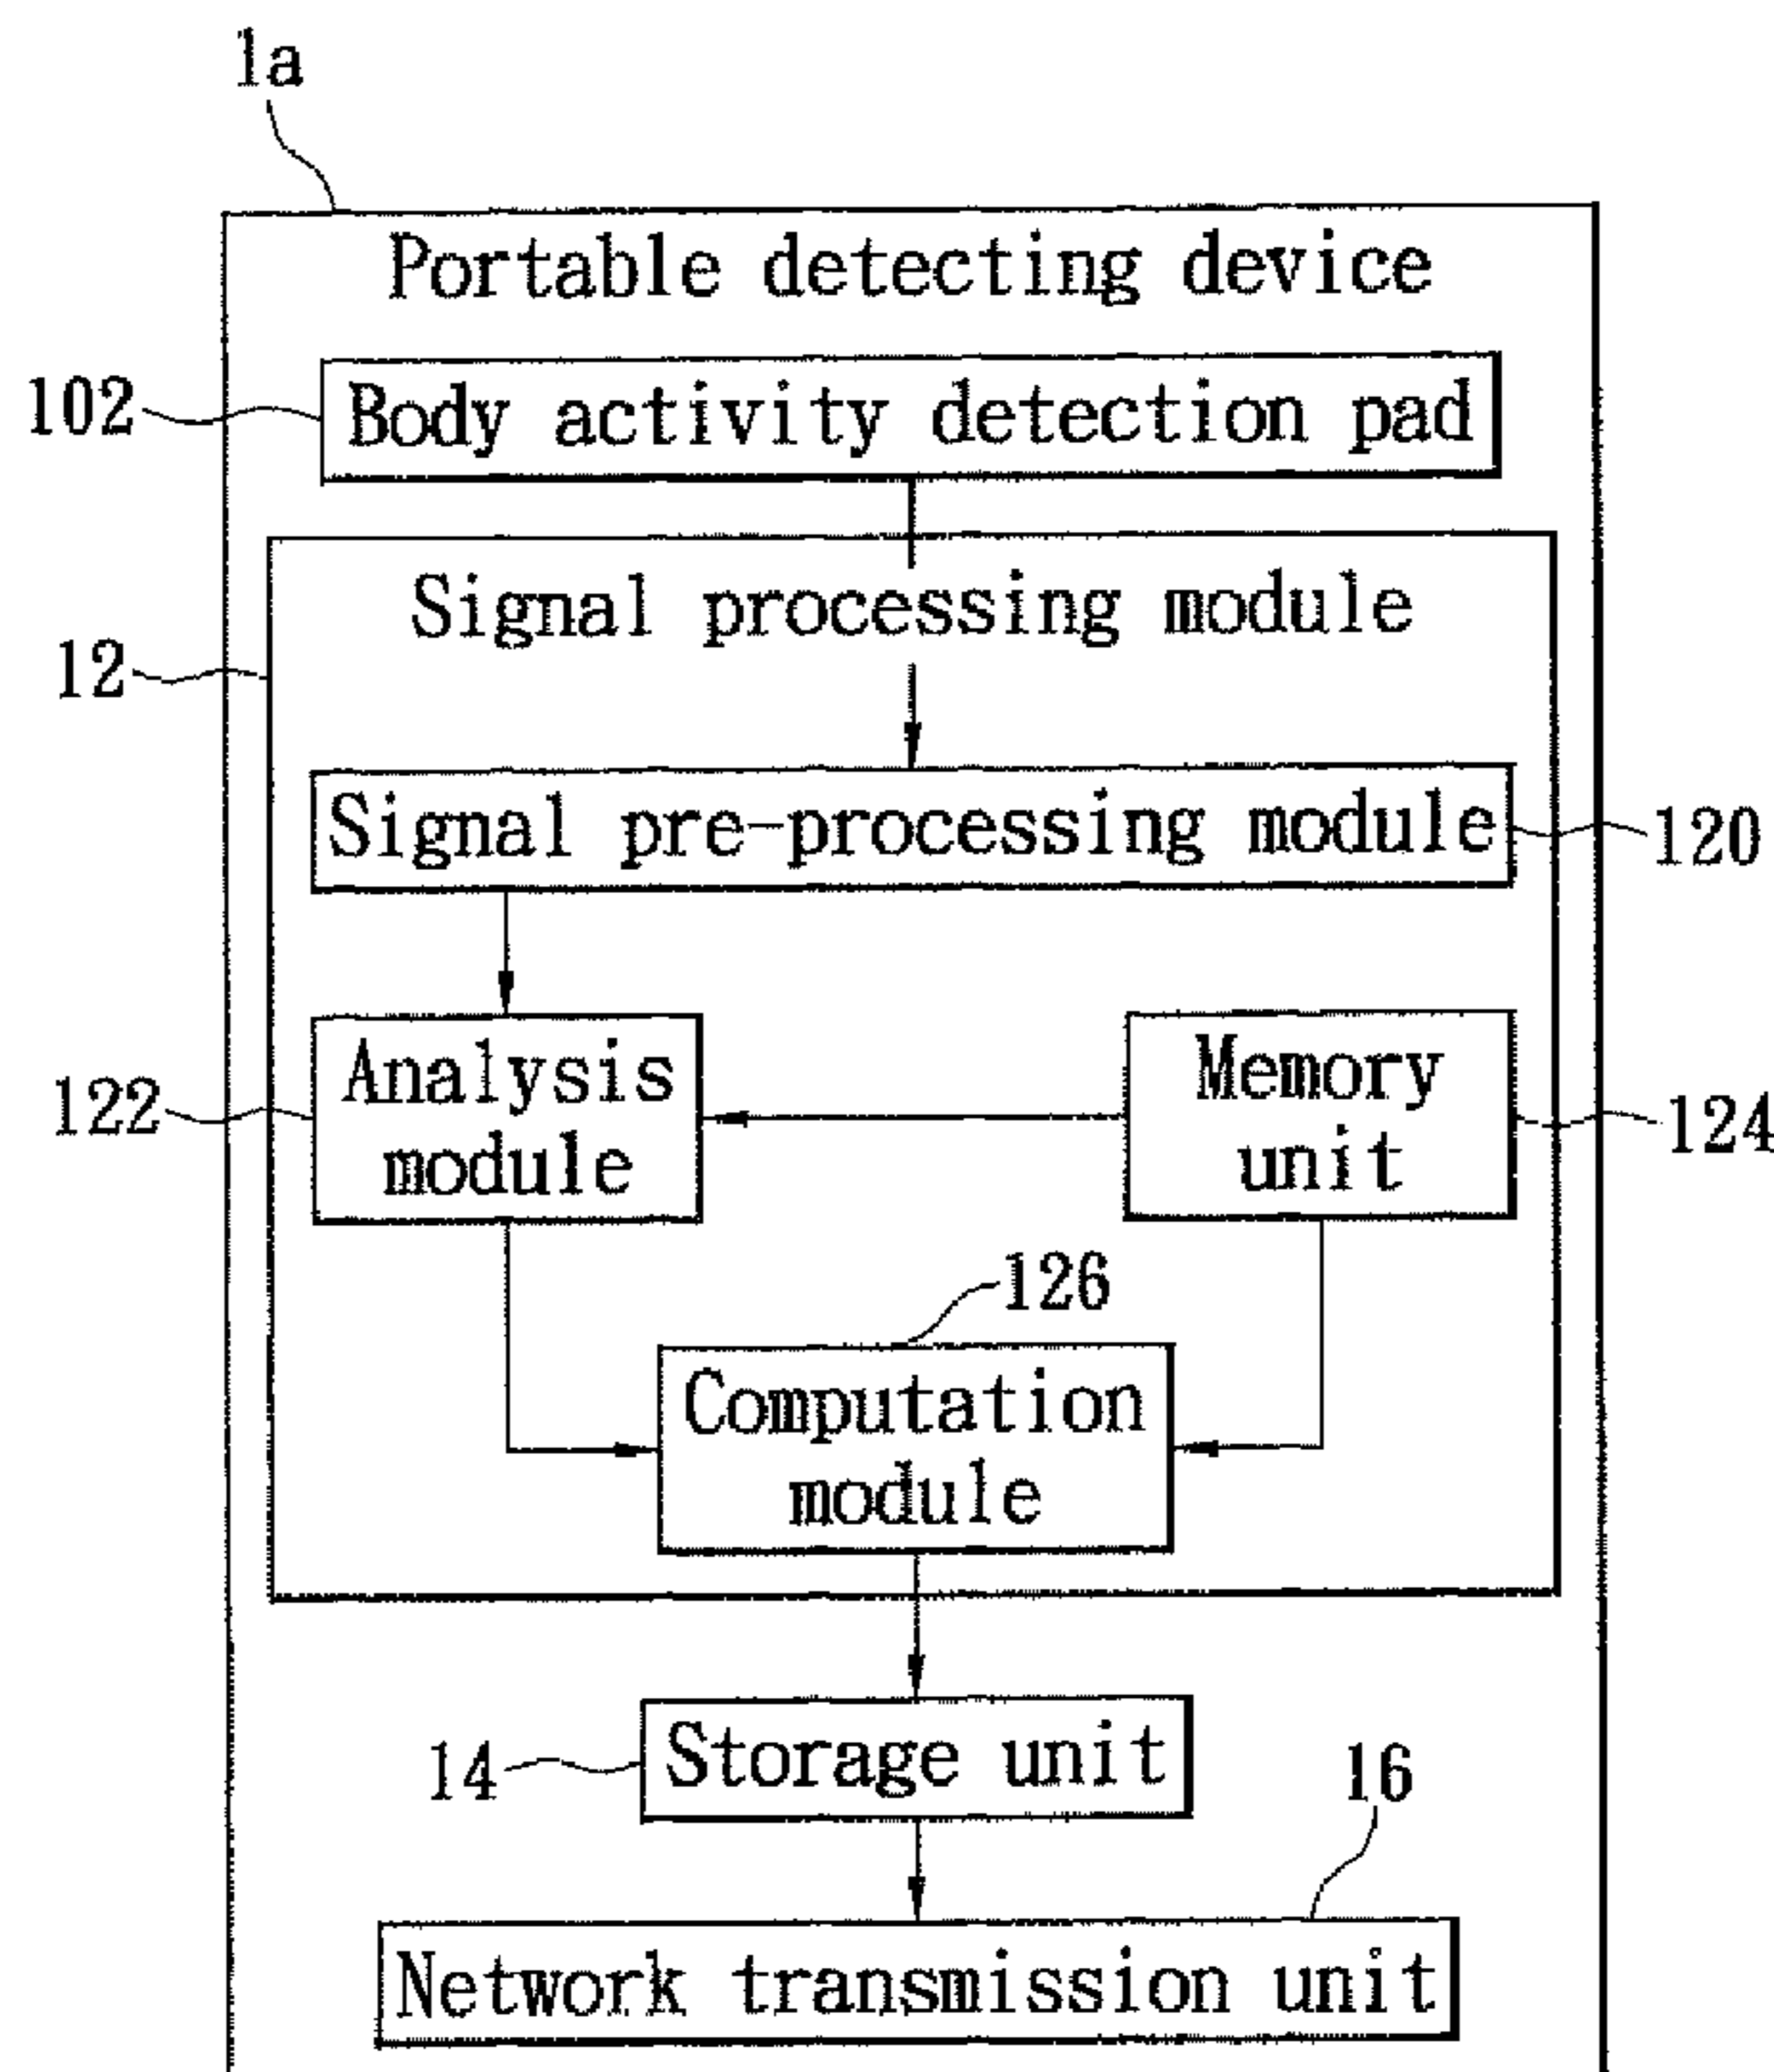 1a
Portable detecting device
102
Body activity detection pad
Signal processing module
12
Signal pre-processing module
120
Analysis
module
122
Memory
unit
124
126
Computation
module
14
Storage unit
16
Network transmission unit